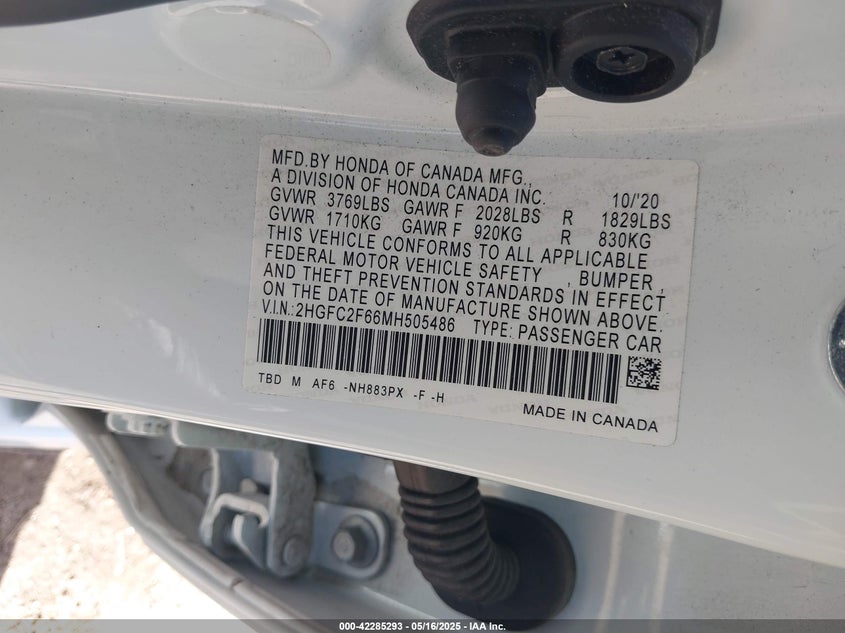 MFD.BY HONDA OF CANADA MFG.,
A DIVISION OF HONDA CANADA INC. 10/'20
GVWR 3769LBS GAWR F 2028LBS R 1829LBS
GVWR 1710KG GAWR F 920KG R 830KG
THIS VEHICLE CONFORMS TO ALL APPLICABLE
FEDERAL MOTOR VEHICLE SAFETY , BUMPER ,
AND THEFT PREVENTION STANDARDS IN EFFECT
ON THE DATE OF MANUFACTURE SHOWN ABOVE.
V.I.N.:2HGFC2F66MH505486 TYPE: PASSENGER CAR
TBD M AF6 -NH883PX -F -H
MADE IN CANADA
000-42285293 - 05/16/2025 - IAA Inc.